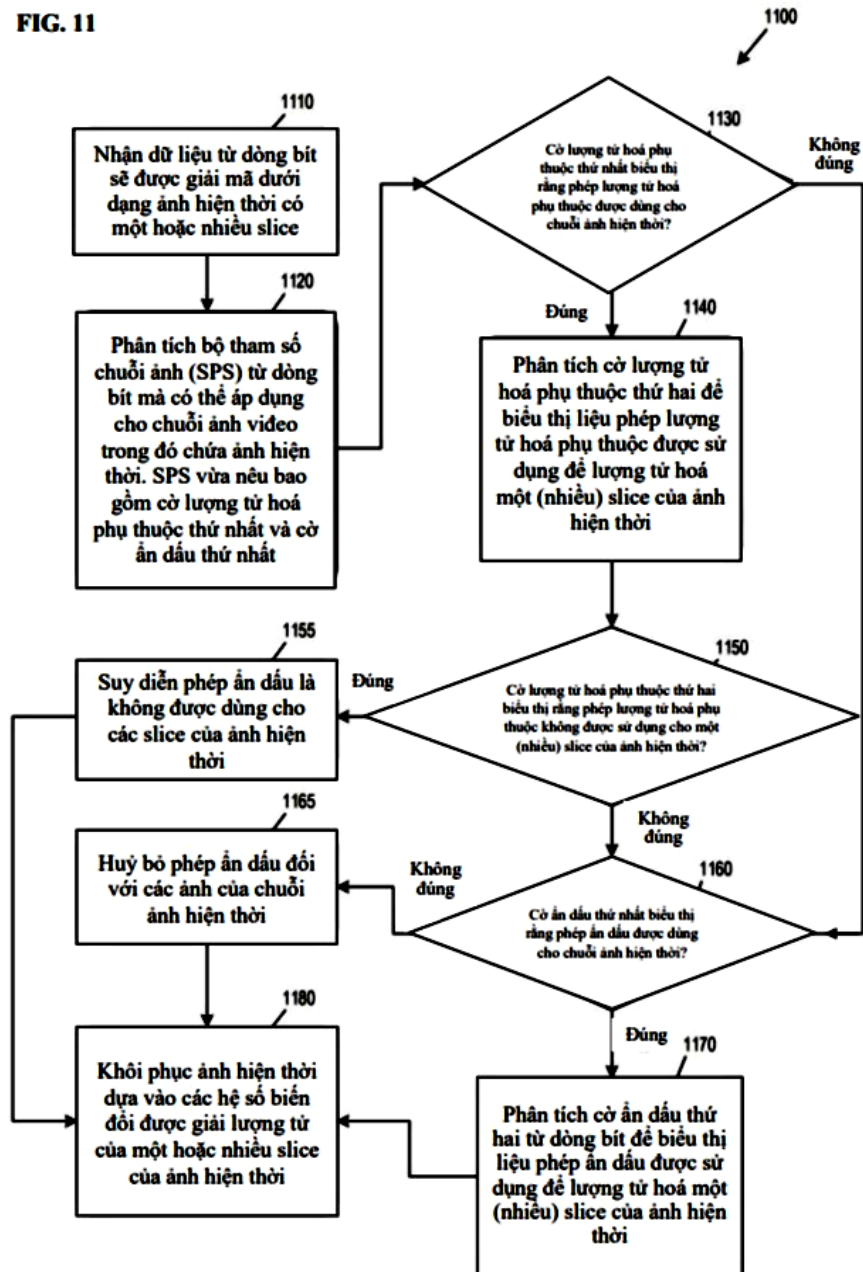 FIG. 11
1100
1110
Nhận dữ liệu từ dòng bít
sẽ được giải mã dưới
dạng ảnh hiện thời có
một hoặc nhiều slice
1120
Phân tích bộ tham số
chuỗi ảnh (SPS) từ dòng
bít mà có thể áp dụng
cho chuỗi ảnh viđeo
trong đó chứa ảnh hiện
thời. SPS vừa nêu bao
gồm cờ lượng tử hoá
phụ thuộc thứ nhất và cờ
ẩn dấu thứ nhất
1130
Cờ lượng tử hoá phụ
thuộc thứ nhất biểu thị
rằng phép lượng tử hoá
phụ thuộc được dùng cho
chuỗi ảnh hiện thời?
Không
đúng
Đúng
1140
Phân tích cờ lượng tử
hoá phụ thuộc thứ hai để
biểu thị liệu phép lượng
tử hoá phụ thuộc được sử
dụng để lượng tử hoá
một (nhiều) slice của ảnh
hiện thời
1150
Cờ lượng tử hoá phụ thuộc thứ hai
biểu thị rằng phép lượng tử hoá phụ
thuộc không được sử dụng cho một
(nhiều) slice của ảnh hiện thời?
Đúng
1155
Suy diễn phép ẩn dấu là
không được dùng cho
các slice của ảnh hiện
thời
Không
đúng
1160
Cờ ẩn dấu thứ nhất biểu thị
rằng phép ẩn dấu được dùng
cho chuỗi ảnh hiện thời?
Không
đúng
1165
Huỷ bỏ phép ẩn dấu đối
với các ảnh của chuỗi
ảnh hiện thời
Đúng
1170
Phân tích cờ ẩn dấu thứ
hai từ dòng bít để biểu thị
liệu phép ẩn dấu được sử
dụng để lượng tử hoá một
(nhiều) slice của ảnh hiện
thời
1180
Khôi phục ảnh hiện thời
dựa vào các hệ số biến
đổi được giải lượng tử
của một hoặc nhiều slice
của ảnh hiện thời